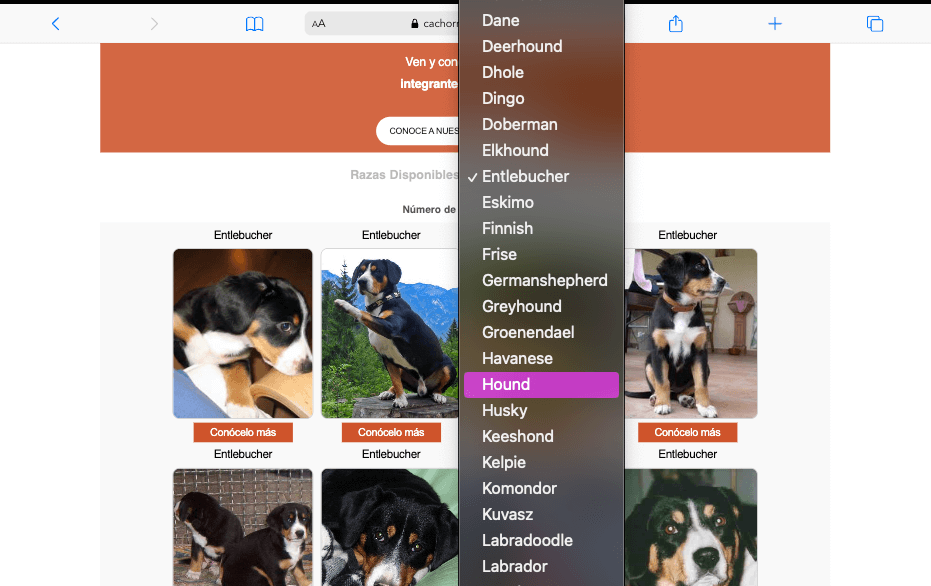 AA cachorr
Ven y con
Integrante
CONOCE A NUES
Razas Disponibles
Número de
Dane
Deerhound
Dhole
Dingo
Doberman
Elkhound
✓ Entlebucher
Eskimo
Finnish
Frise
Germanshepherd
Greyhound
Groenendael
Havanese
Hound
Husky
Keeshond
Kelpie
Komondor
Kuvasz
Labradoodle
Labrador
Entlebucher Entlebucher Entlebucher
Conócelo más Conócelo más Conócelo más
Entlebucher Entlebucher Entlebucher